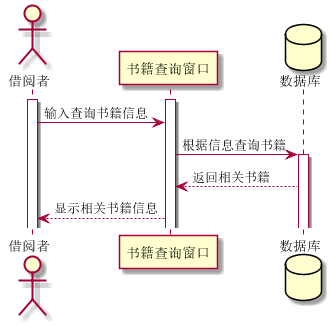 借阅者
书籍查询窗口
数据库
输入查询书籍信息
根据信息查询书籍
返回相关书籍
显示相关书籍信息
借阅者
书籍查询窗口
数据库